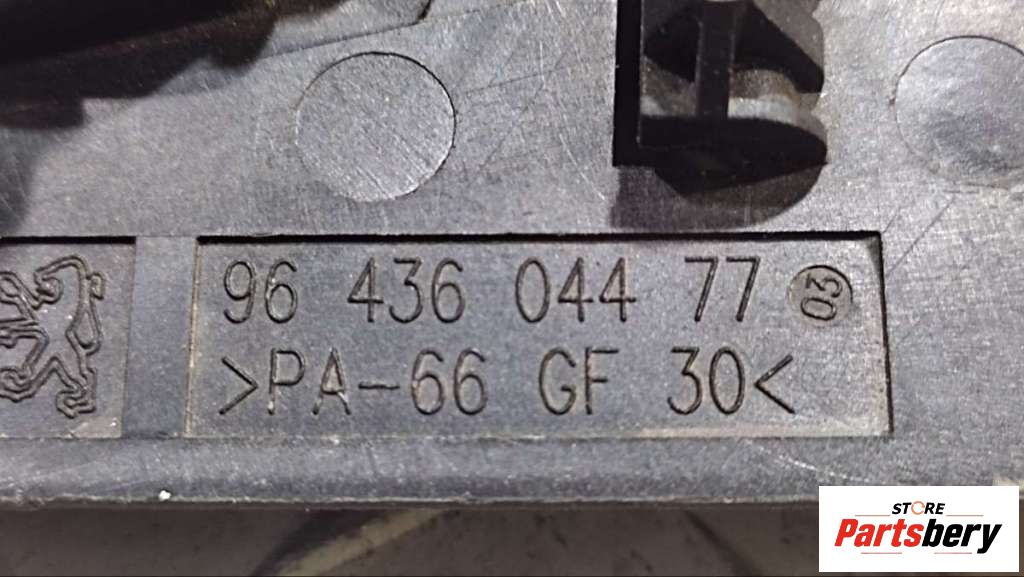 96 436 044 77 03
>PA-66 GF 30<
STORE
Partsbery